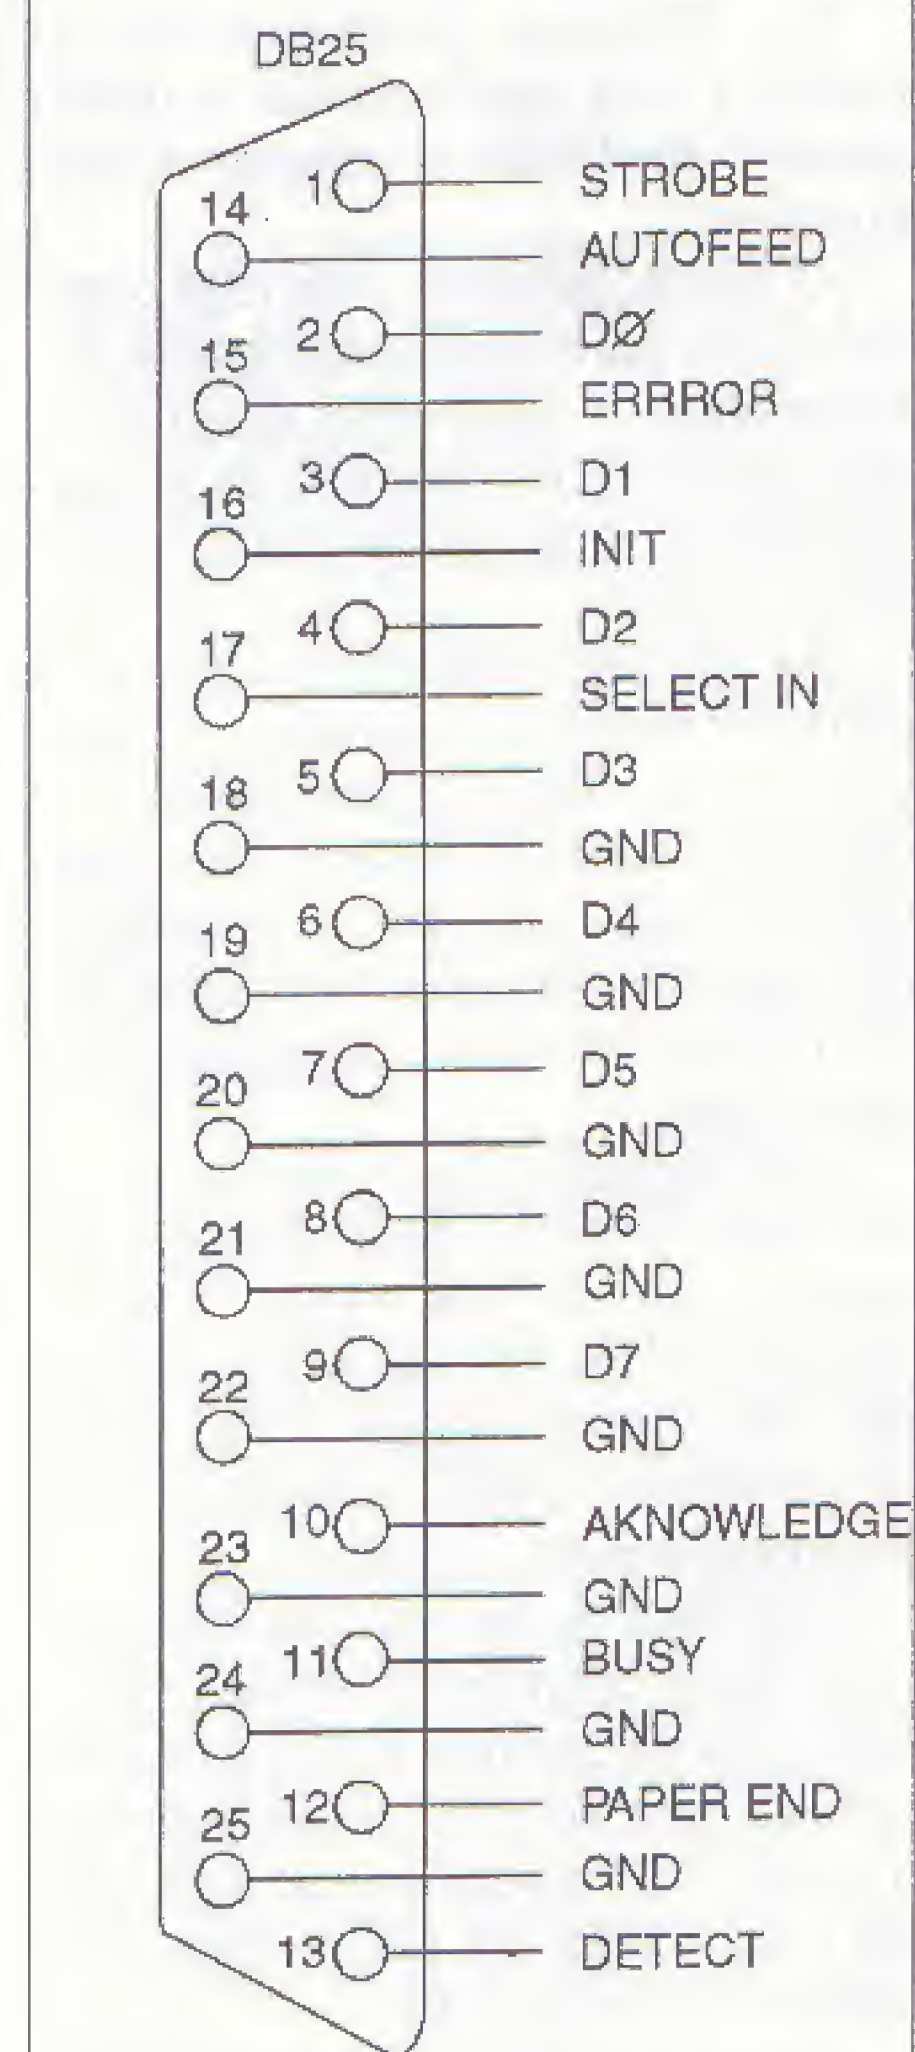 DB25
1 STROBE
14 AUTOFEED
2 DØ
15 ERRROR
3 D1
16 INIT
4 D2
17 SELECT IN
5 D3
18 GND
6 D4
19 GND
7 D5
20 GND
8 D6
21 GND
9 D7
22 GND
10 AKNOWLEDGE
23 GND
11 BUSY
24 GND
12 PAPER END
25 GND
13 DETECT